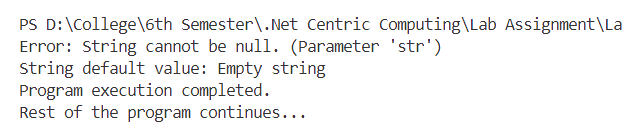 PS D:\College\6th Semester\.Net Centric Computing\Lab Assignment\La
Error: String cannot be null. (Parameter 'str')
String default value: Empty string
Program execution completed.
Rest of the program continues...